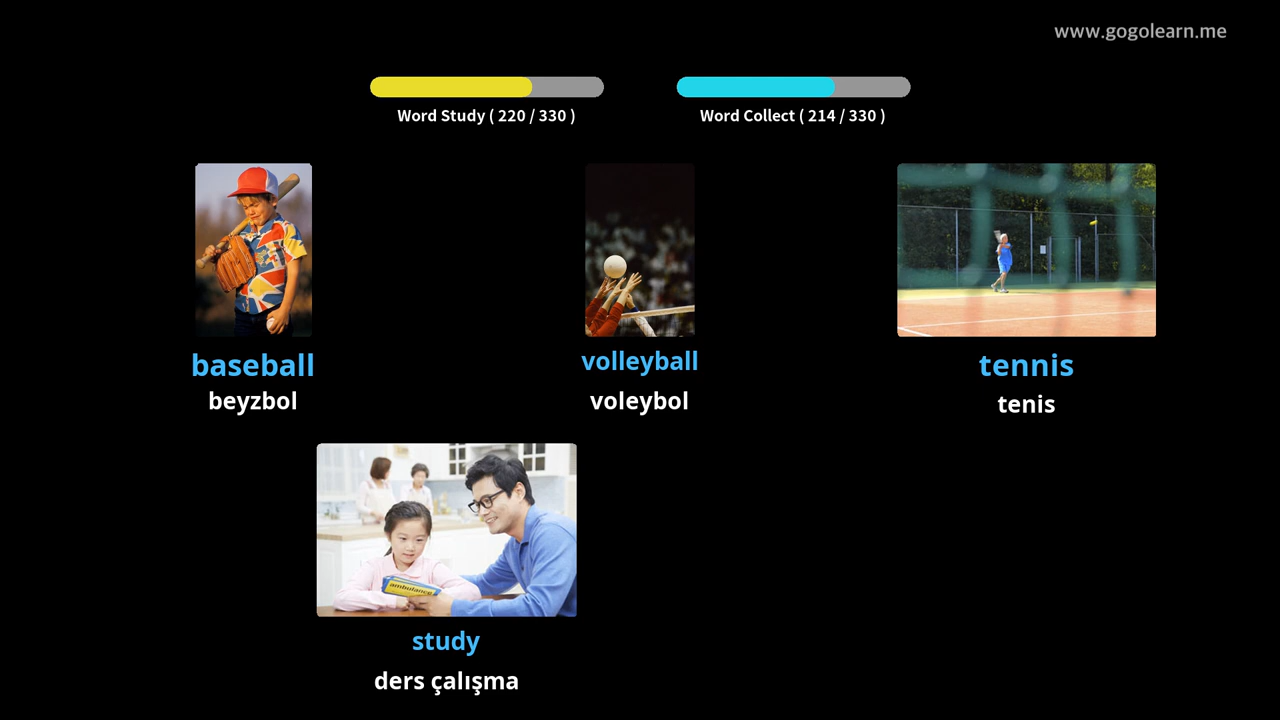 www.gogolearn.me
Word Study ( 220 / 330 )
Word Collect ( 214 / 330 )
baseball
beyzbol
volleyball
voleybol
tennis
tenis
ambulance
study
ders çalışma